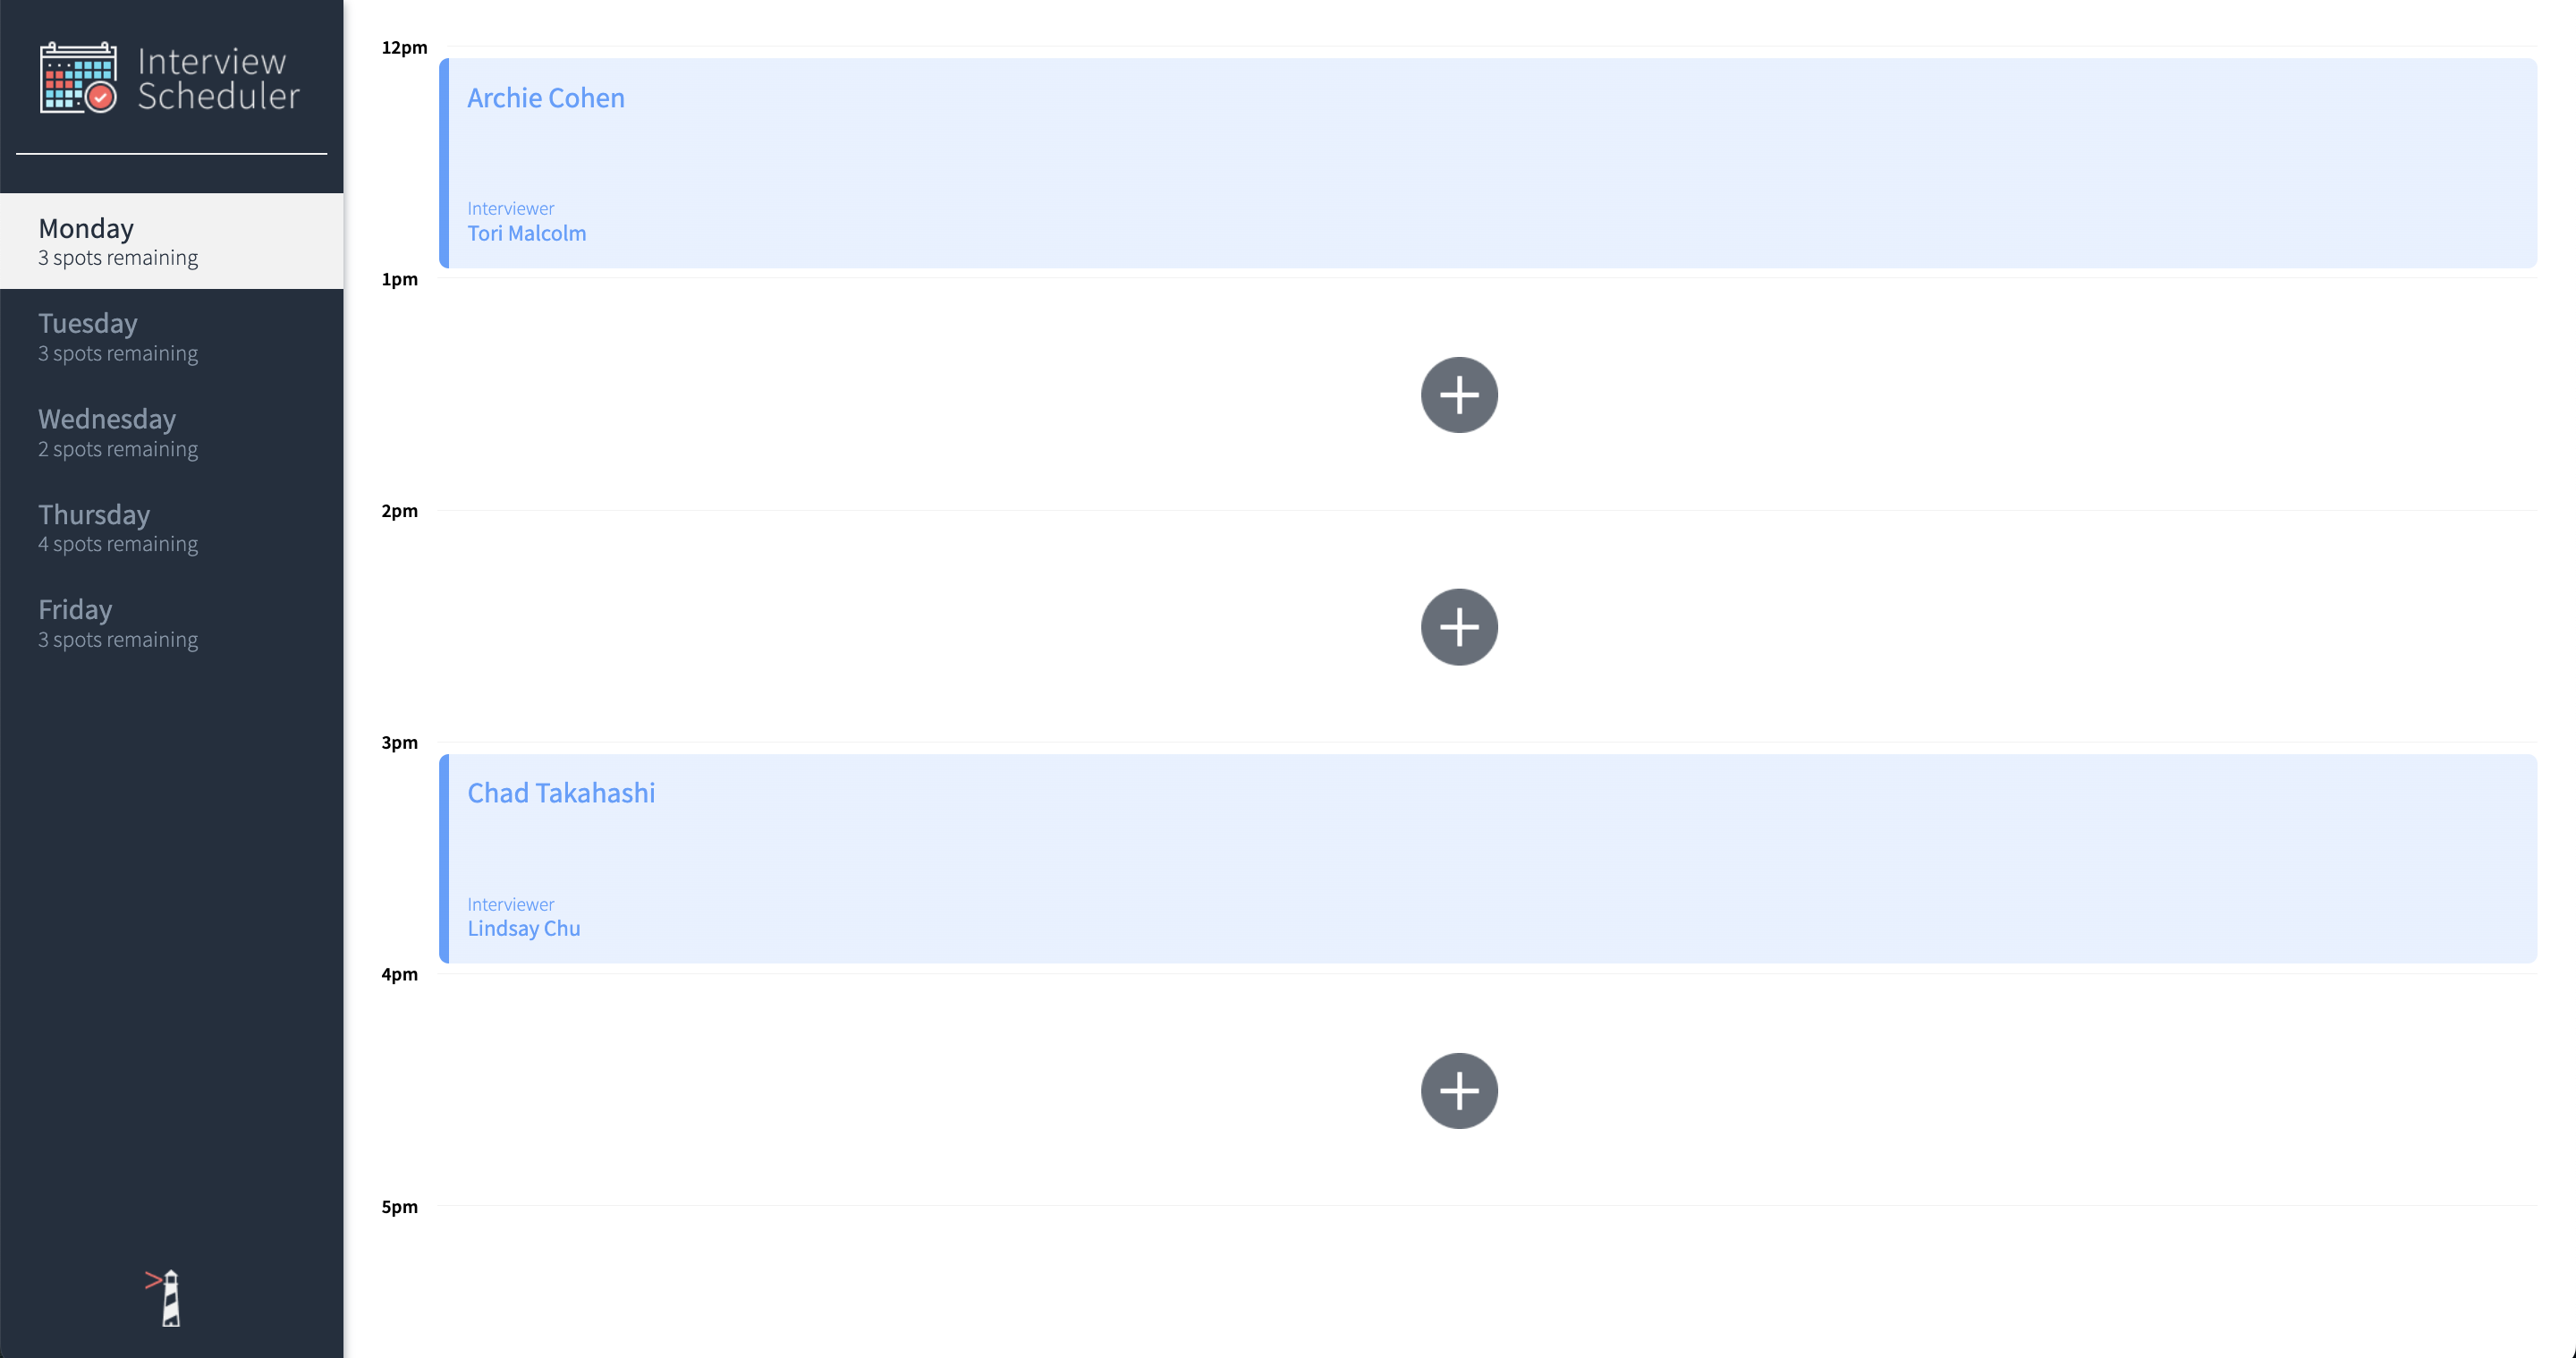 Interview
Scheduler
Monday
3 spots remaining
Tuesday
3 spots remaining
Wednesday
2 spots remaining
Thursday
4 spots remaining
Friday
3 spots remaining
12pm
Archie Cohen
Interviewer
Tori Malcolm
1pm
2pm
3pm
Chad Takahashi
Interviewer
Lindsay Chu
4pm
5pm